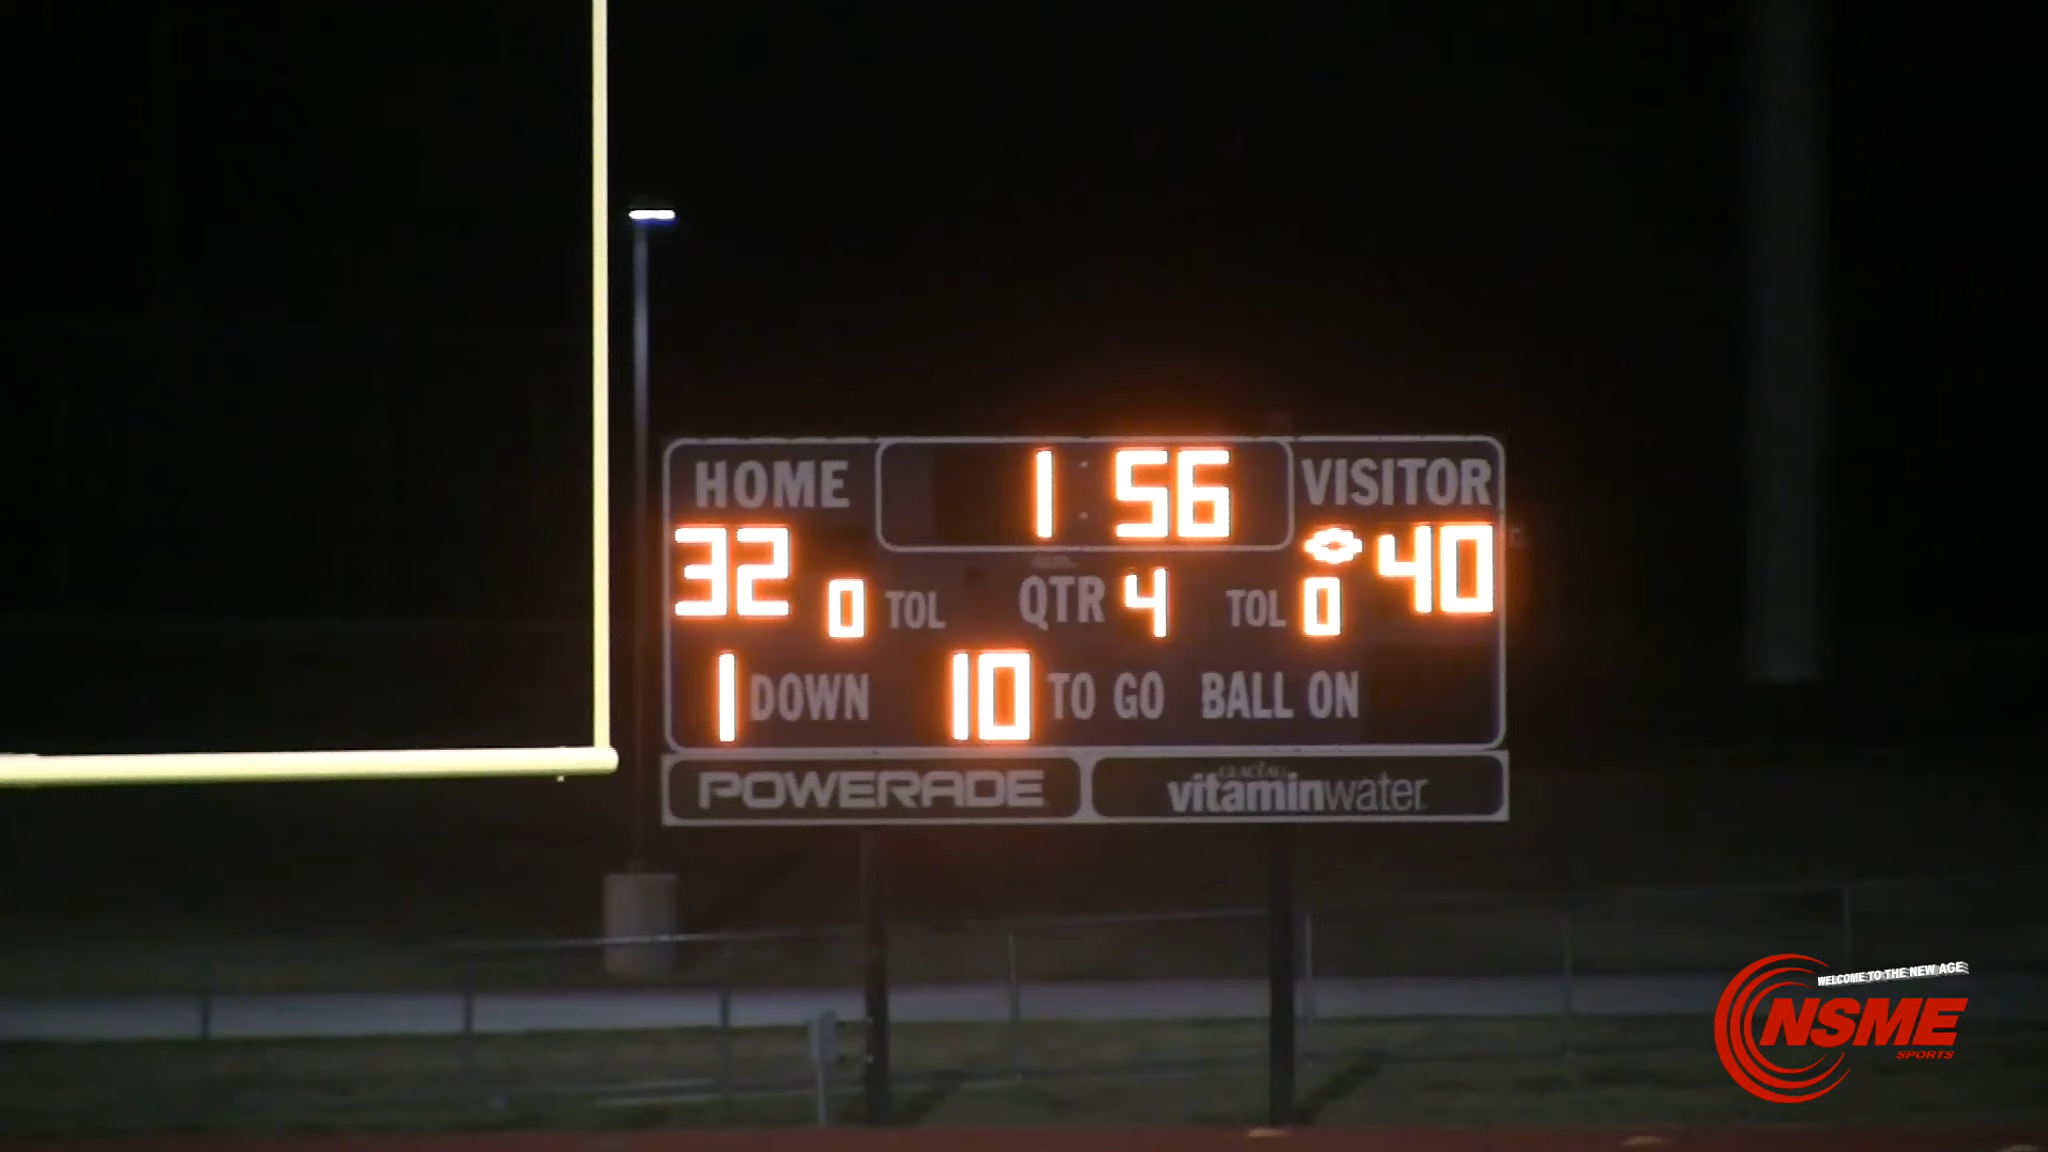 HOME 1:56 VISITOR
32 40
0 TOL QTR 4 TOL 0
1 DOWN 10 TO GO BALL ON
POWERADE GLACÉAU vitaminwater
WELCOME TO THE NEW AGE
NSME
SPORTS